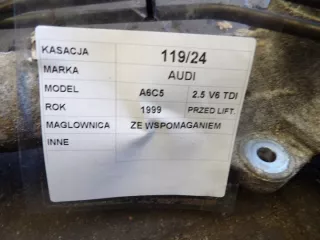 KASACJA 119/24
MARKA AUDI
MODEL A6C5 2.5 V6 TDI
ROK 1999 PRZED LIFT.
MAGLOWNICA ZE WSPOMAGANIEM
INNE